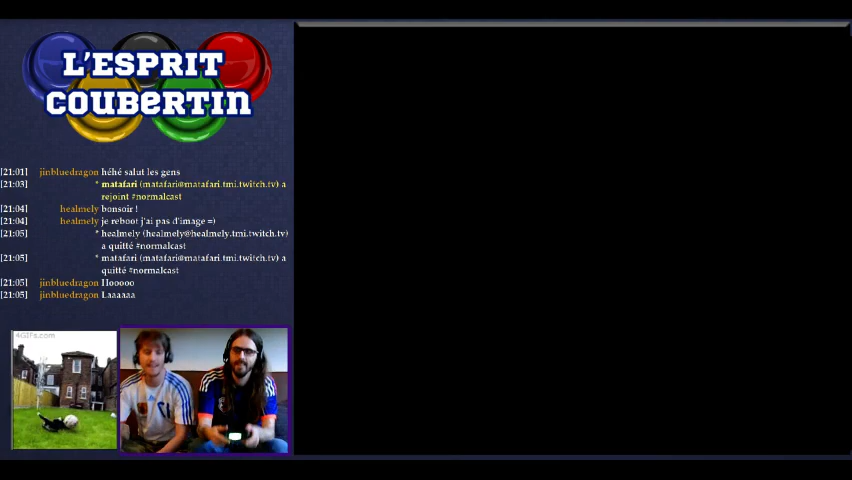 L'ESPRIT
COUBERTIN
[21:01] jinbluedragon héhé salut les gens
[21:03] * matafari (matafari@matafari.tmi.twitch.tv) a
rejoint #normalcast
[21:04] healmely bonsoir !
[21:04] healmely je reboot j'ai pas d'image =)
[21:05] * healmely (healmely@healmely.tmi.twitch.tv)
a quitté #normalcast
[21:05] * matafari (matafari@matafari.tmi.twitch.tv) a
quitté #normalcast
[21:05] jinbluedragon Hooooo
[21:05] jinbluedragon Laaaaaa
4GIFs.com